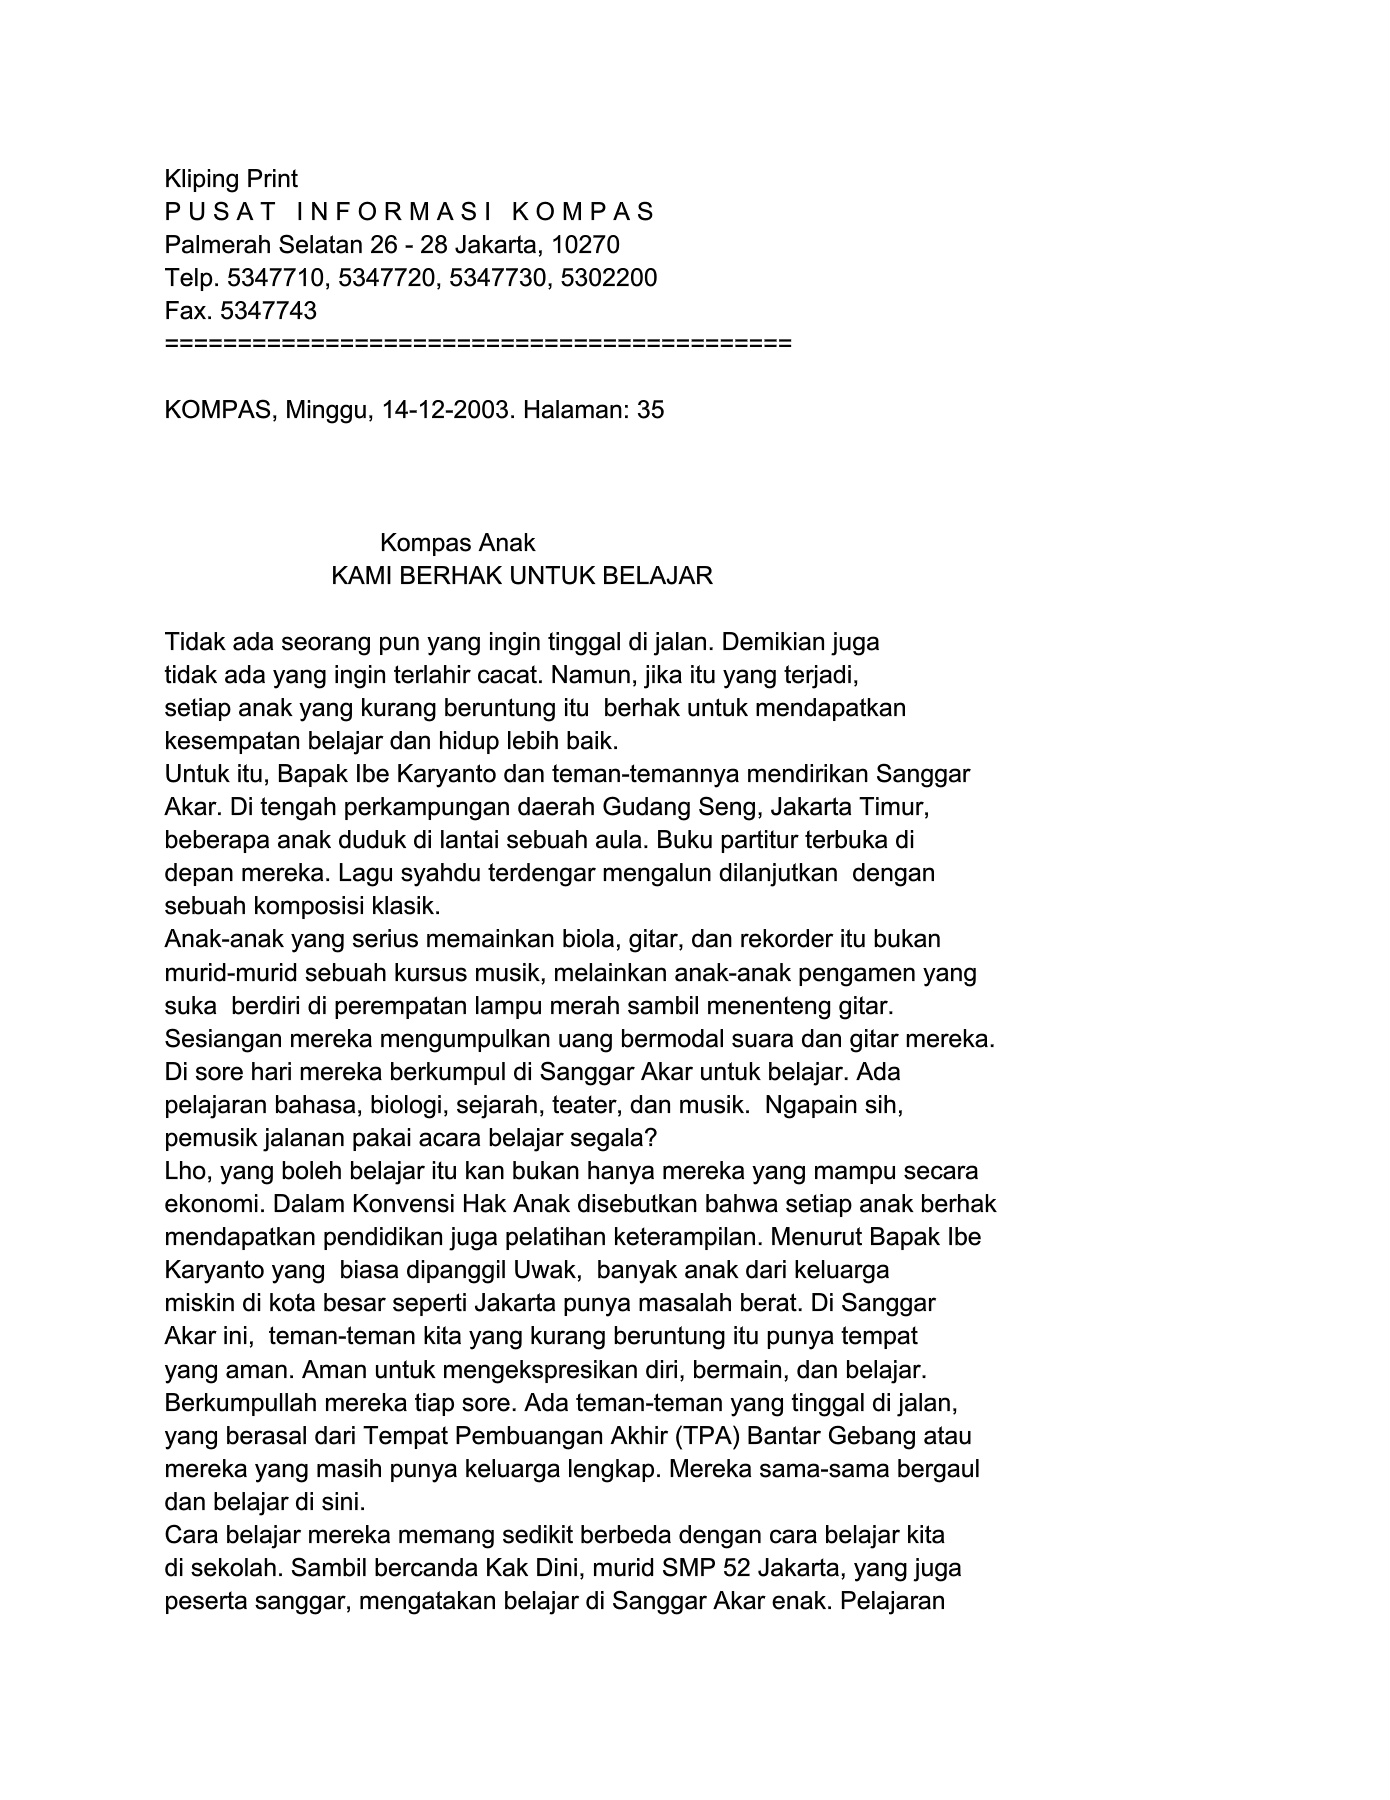 Kliping Print
P U S A T   I N F O R M A S I   K O M P A S
Palmerah Selatan 26 - 28 Jakarta, 10270
Telp. 5347710, 5347720, 5347730, 5302200
Fax. 5347743
===========================================
KOMPAS, Minggu, 14-12-2003. Halaman: 35
Kompas Anak
KAMI BERHAK UNTUK BELAJAR
Tidak ada seorang pun yang ingin tinggal di jalan. Demikian juga
tidak ada yang ingin terlahir cacat. Namun, jika itu yang terjadi,
setiap anak yang kurang beruntung itu  berhak untuk mendapatkan
kesempatan belajar dan hidup lebih baik.
Untuk itu, Bapak Ibe Karyanto dan teman-temannya mendirikan Sanggar
Akar. Di tengah perkampungan daerah Gudang Seng, Jakarta Timur,
beberapa anak duduk di lantai sebuah aula. Buku partitur terbuka di
depan mereka. Lagu syahdu terdengar mengalun dilanjutkan  dengan
sebuah komposisi klasik.
Anak-anak yang serius memainkan biola, gitar, dan rekorder itu bukan
murid-murid sebuah kursus musik, melainkan anak-anak pengamen yang
suka  berdiri di perempatan lampu merah sambil menenteng gitar.
Sesiangan mereka mengumpulkan uang bermodal suara dan gitar mereka.
Di sore hari mereka berkumpul di Sanggar Akar untuk belajar. Ada
pelajaran bahasa, biologi, sejarah, teater, dan musik.  Ngapain sih,
pemusik jalanan pakai acara belajar segala?
Lho, yang boleh belajar itu kan bukan hanya mereka yang mampu secara
ekonomi. Dalam Konvensi Hak Anak disebutkan bahwa setiap anak berhak
mendapatkan pendidikan juga pelatihan keterampilan. Menurut Bapak Ibe
Karyanto yang  biasa dipanggil Uwak,  banyak anak dari keluarga
miskin di kota besar seperti Jakarta punya masalah berat. Di Sanggar
Akar ini,  teman-teman kita yang kurang beruntung itu punya tempat
yang aman. Aman untuk mengekspresikan diri, bermain, dan belajar.
Berkumpullah mereka tiap sore. Ada teman-teman yang tinggal di jalan,
yang berasal dari Tempat Pembuangan Akhir (TPA) Bantar Gebang atau
mereka yang masih punya keluarga lengkap. Mereka sama-sama bergaul
dan belajar di sini.
Cara belajar mereka memang sedikit berbeda dengan cara belajar kita
di sekolah. Sambil bercanda Kak Dini, murid SMP 52 Jakarta, yang juga
peserta sanggar, mengatakan belajar di Sanggar Akar enak. Pelajaran